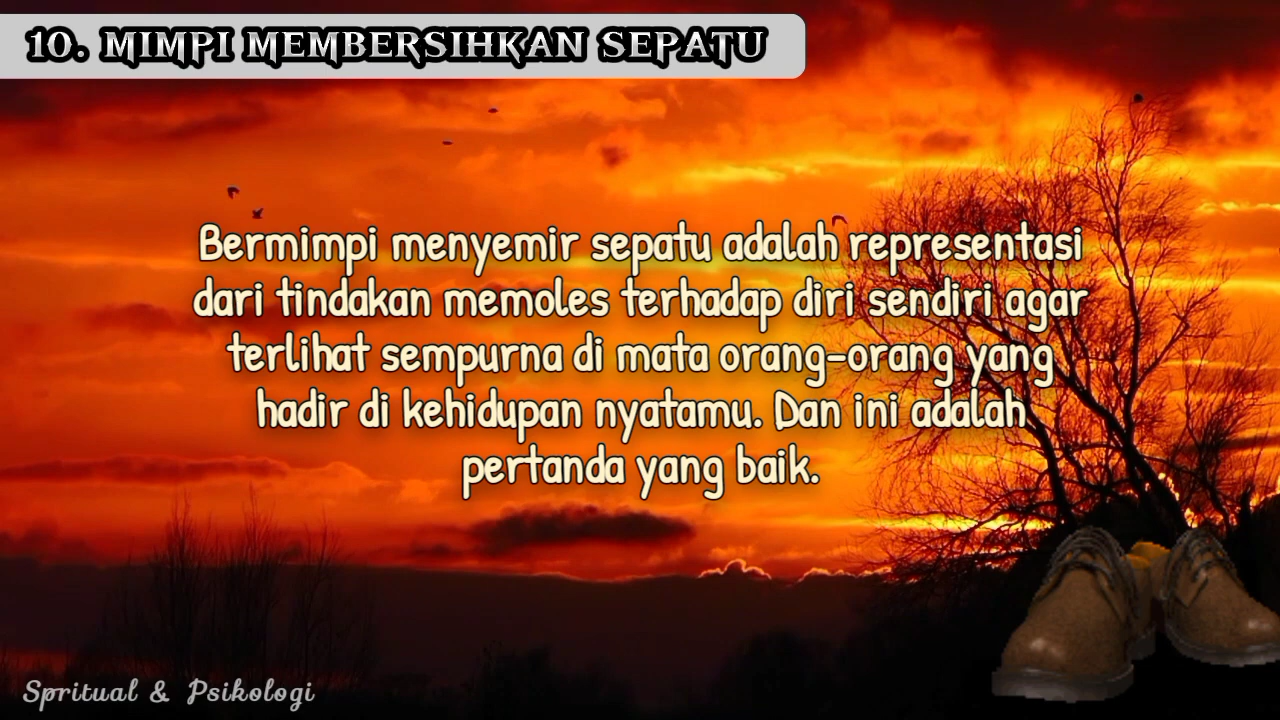 10. MIMPI MEMBERSIHKAN SEPATU
Bermimpi menyemir sepatu adalah representasi
dari tindakan memoles terhadap diri sendiri agar
terlihat sempurna di mata orang-orang yang
hadir di kehidupan nyatamu. Dan ini adalah
pertanda yang baik.
Spritual & Psikologi